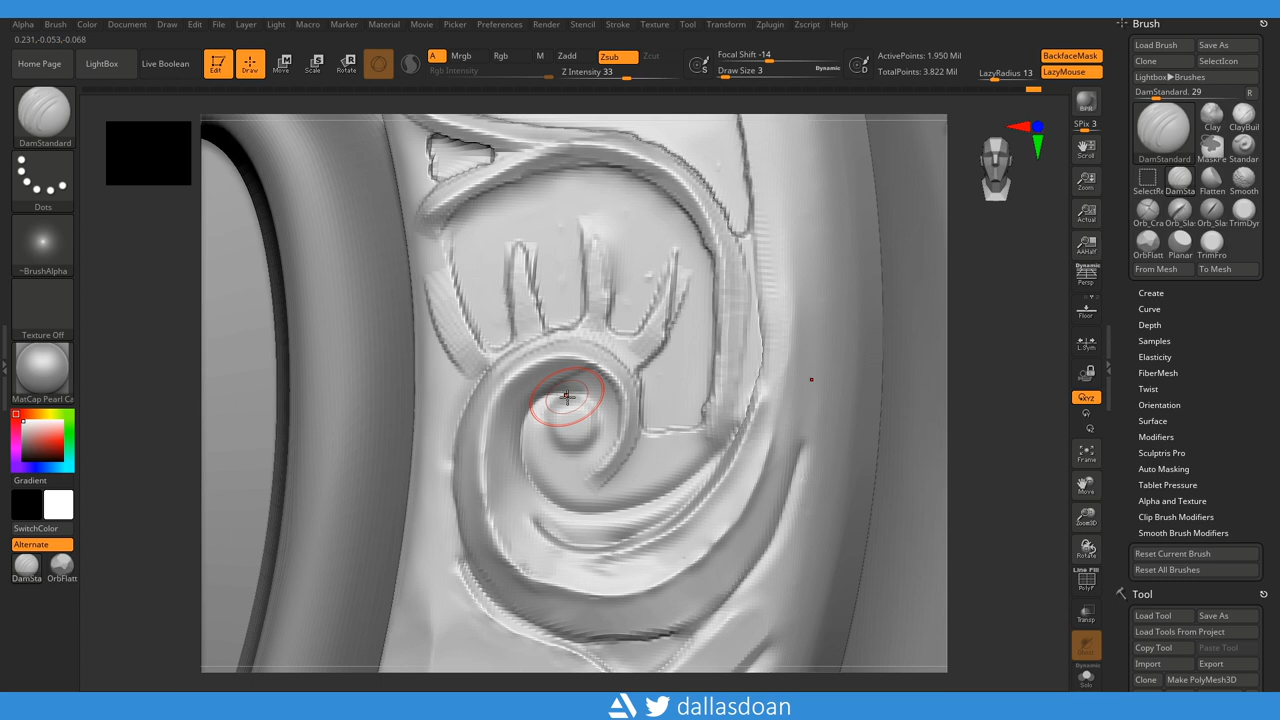 Alpha Brush Color Document Draw Edit File Layer Light Macro Marker Material Movie Picker Preferences Render Stencil Stroke Texture Tool Transform Zplugin Zscript Help
0.231,-0.053,-0.068
Home Page LightBox Live Boolean Edit Draw Move Scale Rotate
A Mrgb Rgb M Zadd Zsub Zcut
Rgb Intensity Z Intensity 33
S Focal Shift -14
Draw Size 3 Dynamic
D ActivePoints: 1.950 Mil
TotalPoints: 3.822 Mil
LazyRadius 13
BackfaceMask
LazyMouse
DamStandard
Dots
~BrushAlpha
Texture Off
MatCap Pearl Ca
Gradient
SwitchColor
Alternate
DamSta OrbFlatt
BPR
SPix 3
Scroll
Zoom
Actual
AAHalf
Dynamic
Persp
Floor
L.Sym
XYZ
Frame
Move
Zoom3D
Rotate
Line Fill
PolyF
Transp
Dynamic
Solo
Brush
Load Brush Save As
Clone SelectIcon
Lightbox▶Brushes
DamStandard. 29 R
DamStandard Clay ClayBuil
MaskPe Standar
SelectRe DamSta Flatten Smooth
Orb_Cra Orb_Sla Orb_Sla TrimDyr
OrbFlatt Planar TrimFro
From Mesh To Mesh
Create
Curve
Depth
Samples
Elasticity
FiberMesh
Twist
Orientation
Surface
Modifiers
Sculptris Pro
Auto Masking
Tablet Pressure
Alpha and Texture
Clip Brush Modifiers
Smooth Brush Modifiers
Reset Current Brush
Reset All Brushes
Tool
Load Tool Save As
Load Tools From Project
Copy Tool Paste Tool
Import Export
Clone Make PolyMesh3D
dallasdoan